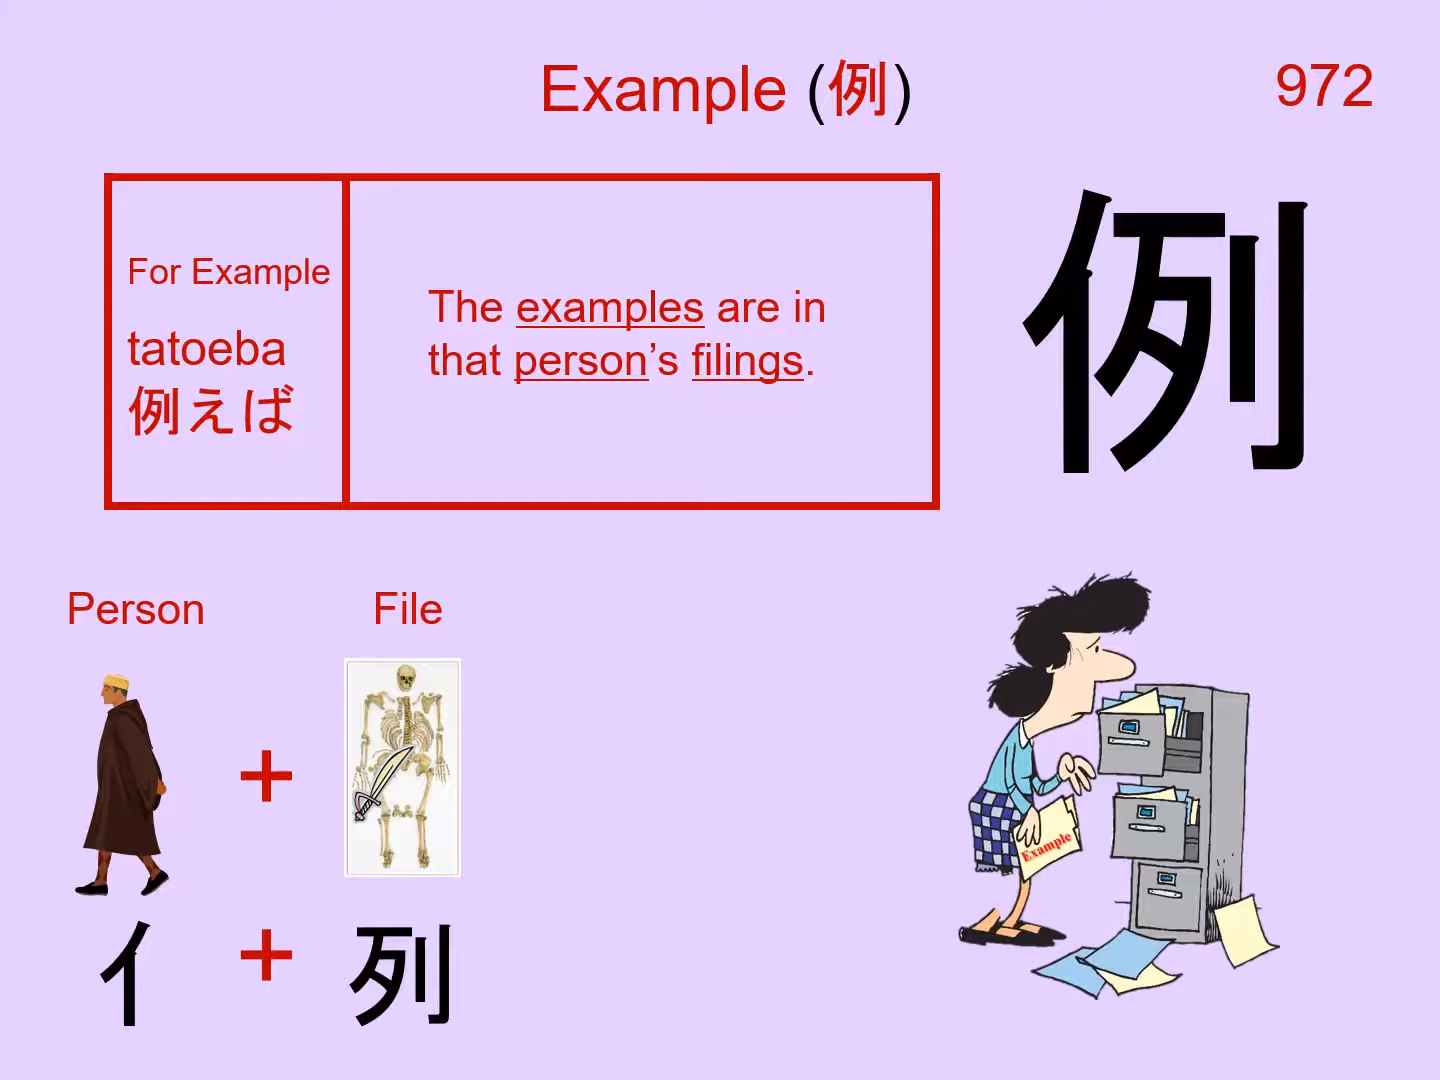 Example (例)
972
For Example
tatoeba
例えば
The examples are in
that person’s filings.
例
Person
File
+
亻
+
列
Example